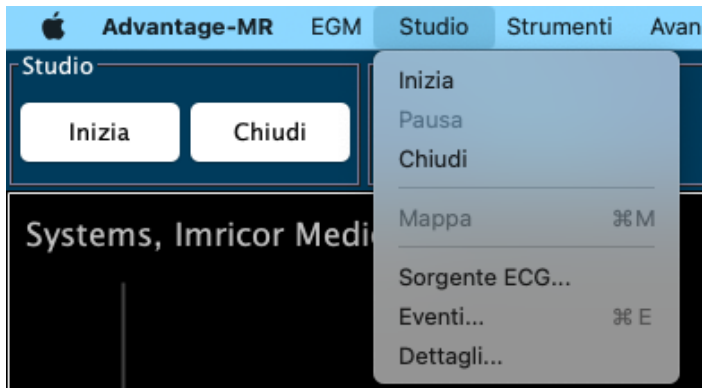 Advantage-MR EGM Studio Strumenti Avan
Studio
Inizia Chiudi
Inizia
Pausa
Chiudi
Mappa ⌘M
Sorgente ECG...
Eventi... ⌘E
Dettagli...
Systems, Imricor Medi